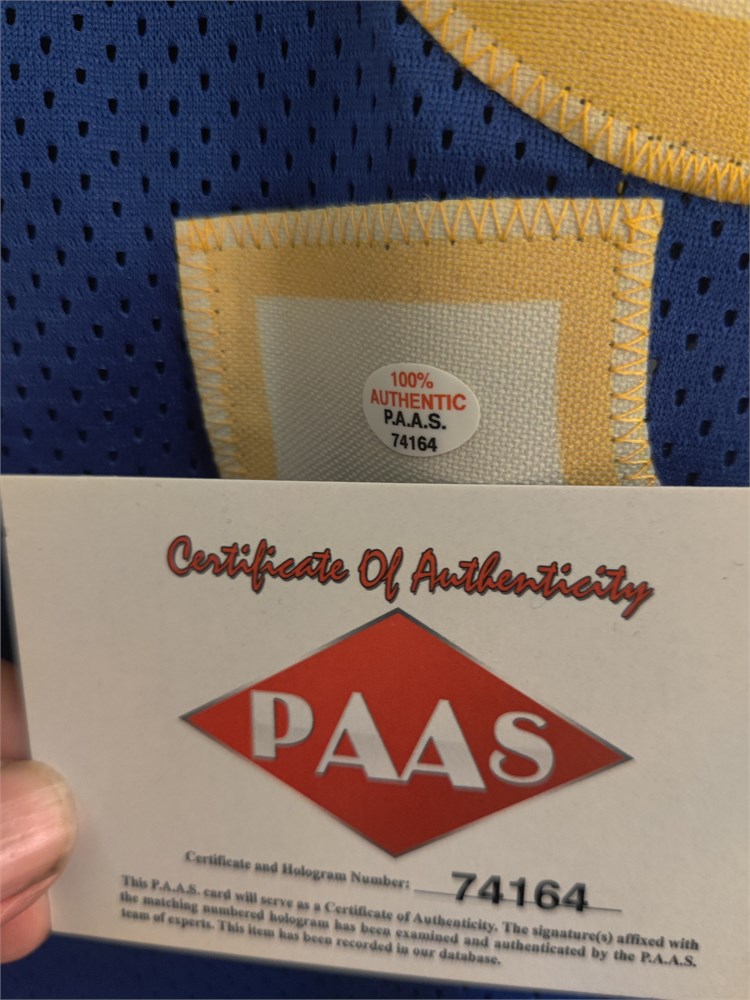 100%
AUTHENTIC
P.A.A.S.
74164
Certificate Of Authenticity
PAAS
Certificate and Hologram Number: 74164
This P.A.A.S. card will serve as a Certificate of Authenticity. The signature(s) affixed with
the matching numbered hologram has been examined and authenticated by the P.A.A.S.
team of experts. This item has been recorded in our database.